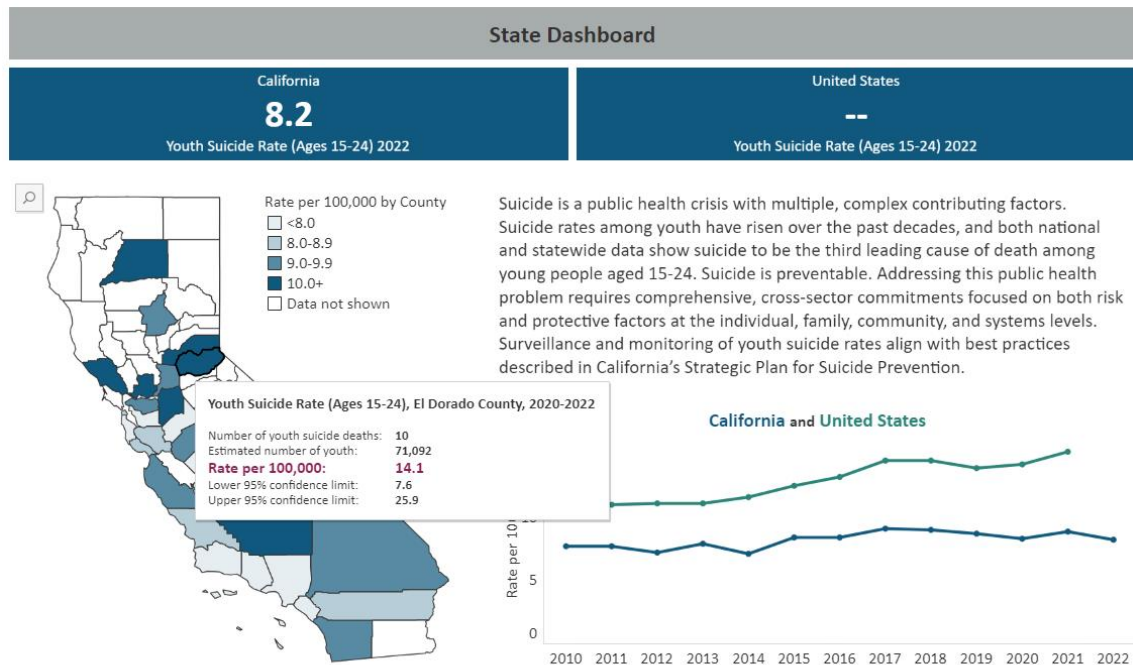 State Dashboard
California
8.2
Youth Suicide Rate (Ages 15-24) 2022
United States
--
Youth Suicide Rate (Ages 15-24) 2022
Rate per 100,000 by County
<8.0
8.0-8.9
9.0-9.9
10.0+
Data not shown
Suicide is a public health crisis with multiple, complex contributing factors.
Suicide rates among youth have risen over the past decades, and both national
and statewide data show suicide to be the third leading cause of death among
young people aged 15-24. Suicide is preventable. Addressing this public health
problem requires comprehensive, cross-sector commitments focused on both risk
and protective factors at the individual, family, community, and systems levels.
Surveillance and monitoring of youth suicide rates align with best practices
described in California's Strategic Plan for Suicide Prevention.
Youth Suicide Rate (Ages 15-24), El Dorado County, 2020-2022
Number of youth suicide deaths: 10
Estimated number of youth: 71,092
Rate per 100,000: 14.1
Lower 95% confidence limit: 7.6
Upper 95% confidence limit: 25.9
California and United States
Rate per
5
0
2010 2011 2012 2013 2014 2015 2016 2017 2018 2019 2020 2021 2022